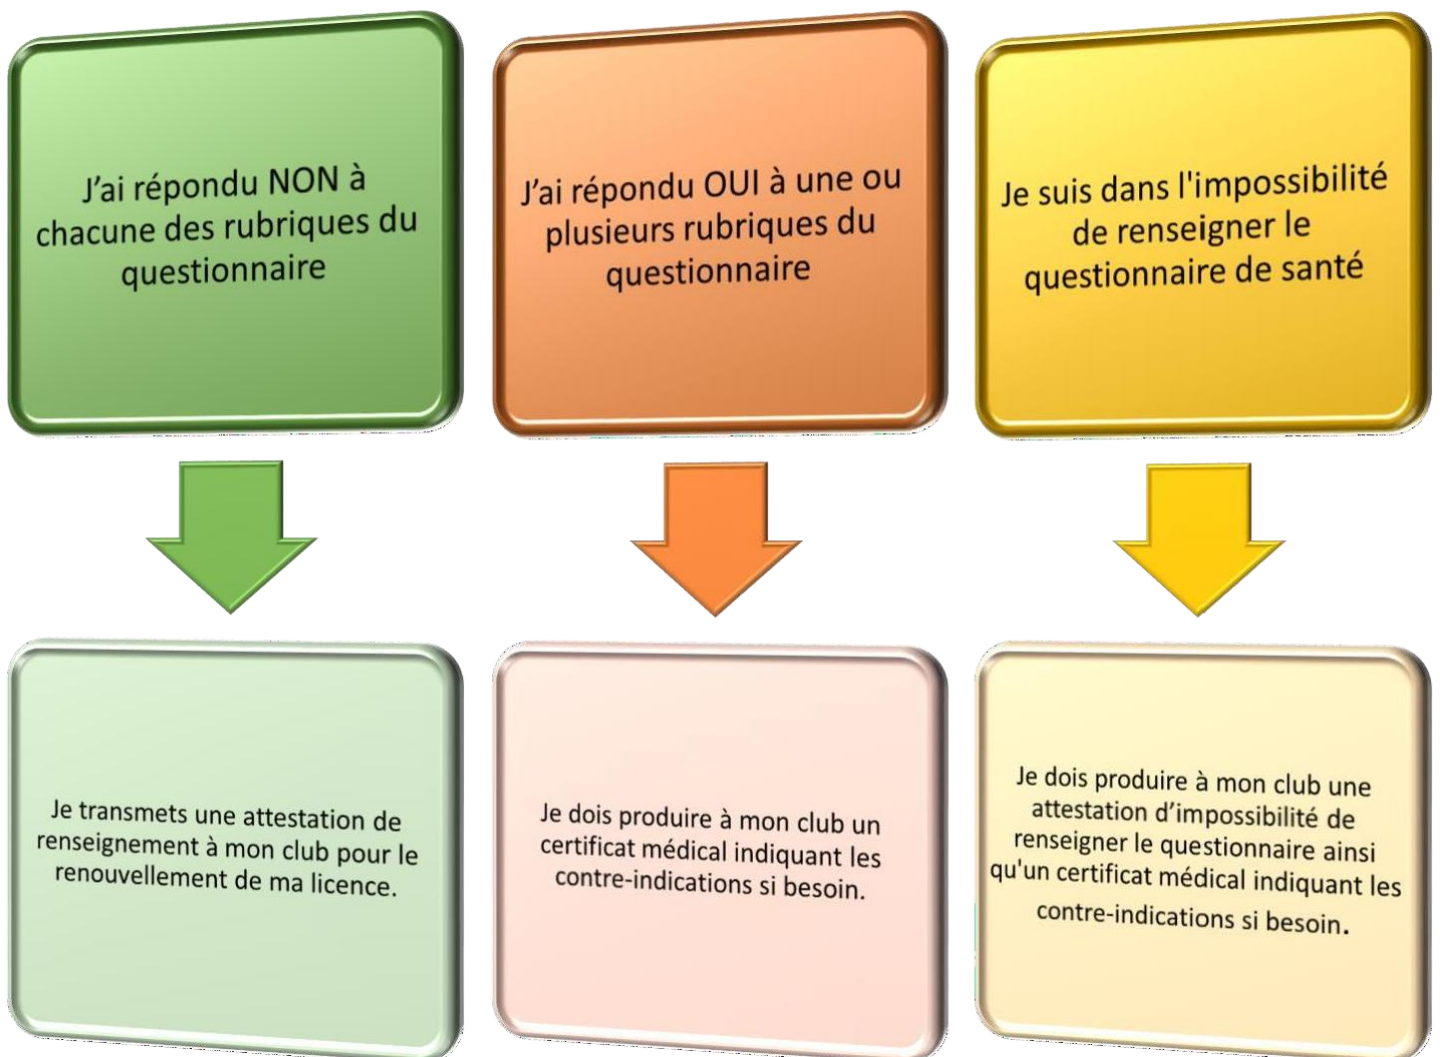 J’ai répondu NON à
chacune des rubriques du
questionnaire
J’ai répondu OUI à une ou
plusieurs rubriques du
questionnaire
Je suis dans l'impossibilité
de renseigner le
questionnaire de santé
Je transmets une attestation de
renseignement à mon club pour le
renouvellement de ma licence.
Je dois produire à mon club un
certificat médical indiquant les
contre-indications si besoin.
Je dois produire à mon club une
attestation d’impossibilité de
renseigner le questionnaire ainsi
qu'un certificat médical indiquant les
contre-indications si besoin.